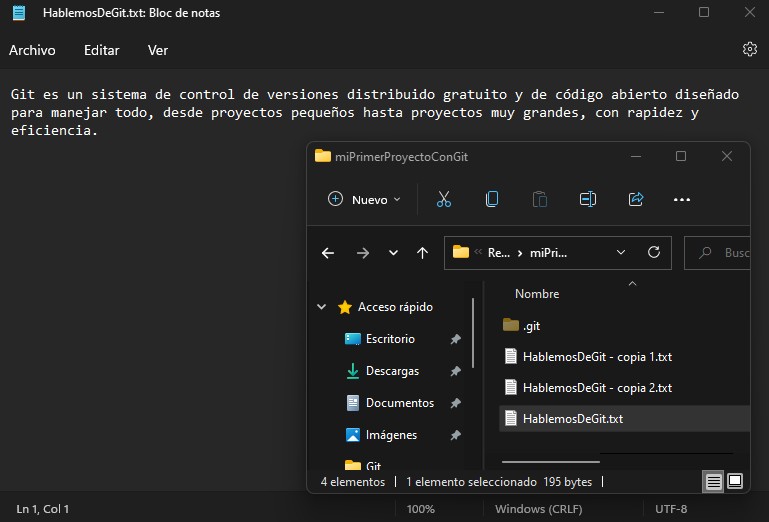 HablemosDeGit.txt: Bloc de notas
Archivo Editar Ver
Git es un sistema de control de versiones distribuido gratuito y de código abierto diseñado
para manejar todo, desde proyectos pequeños hasta proyectos muy grandes, con rapidez y
eficiencia.
miPrimerProyectoConGit
Nuevo
« Re... › miPri...
Busc
Acceso rápido
Escritorio
Descargas
Documentos
Imágenes
Git
Nombre
.git
HablemosDeGit - copia 1.txt
HablemosDeGit - copia 2.txt
HablemosDeGit.txt
4 elementos | 1 elemento seleccionado 195 bytes |
Ln 1, Col 1 100% Windows (CRLF) UTF-8